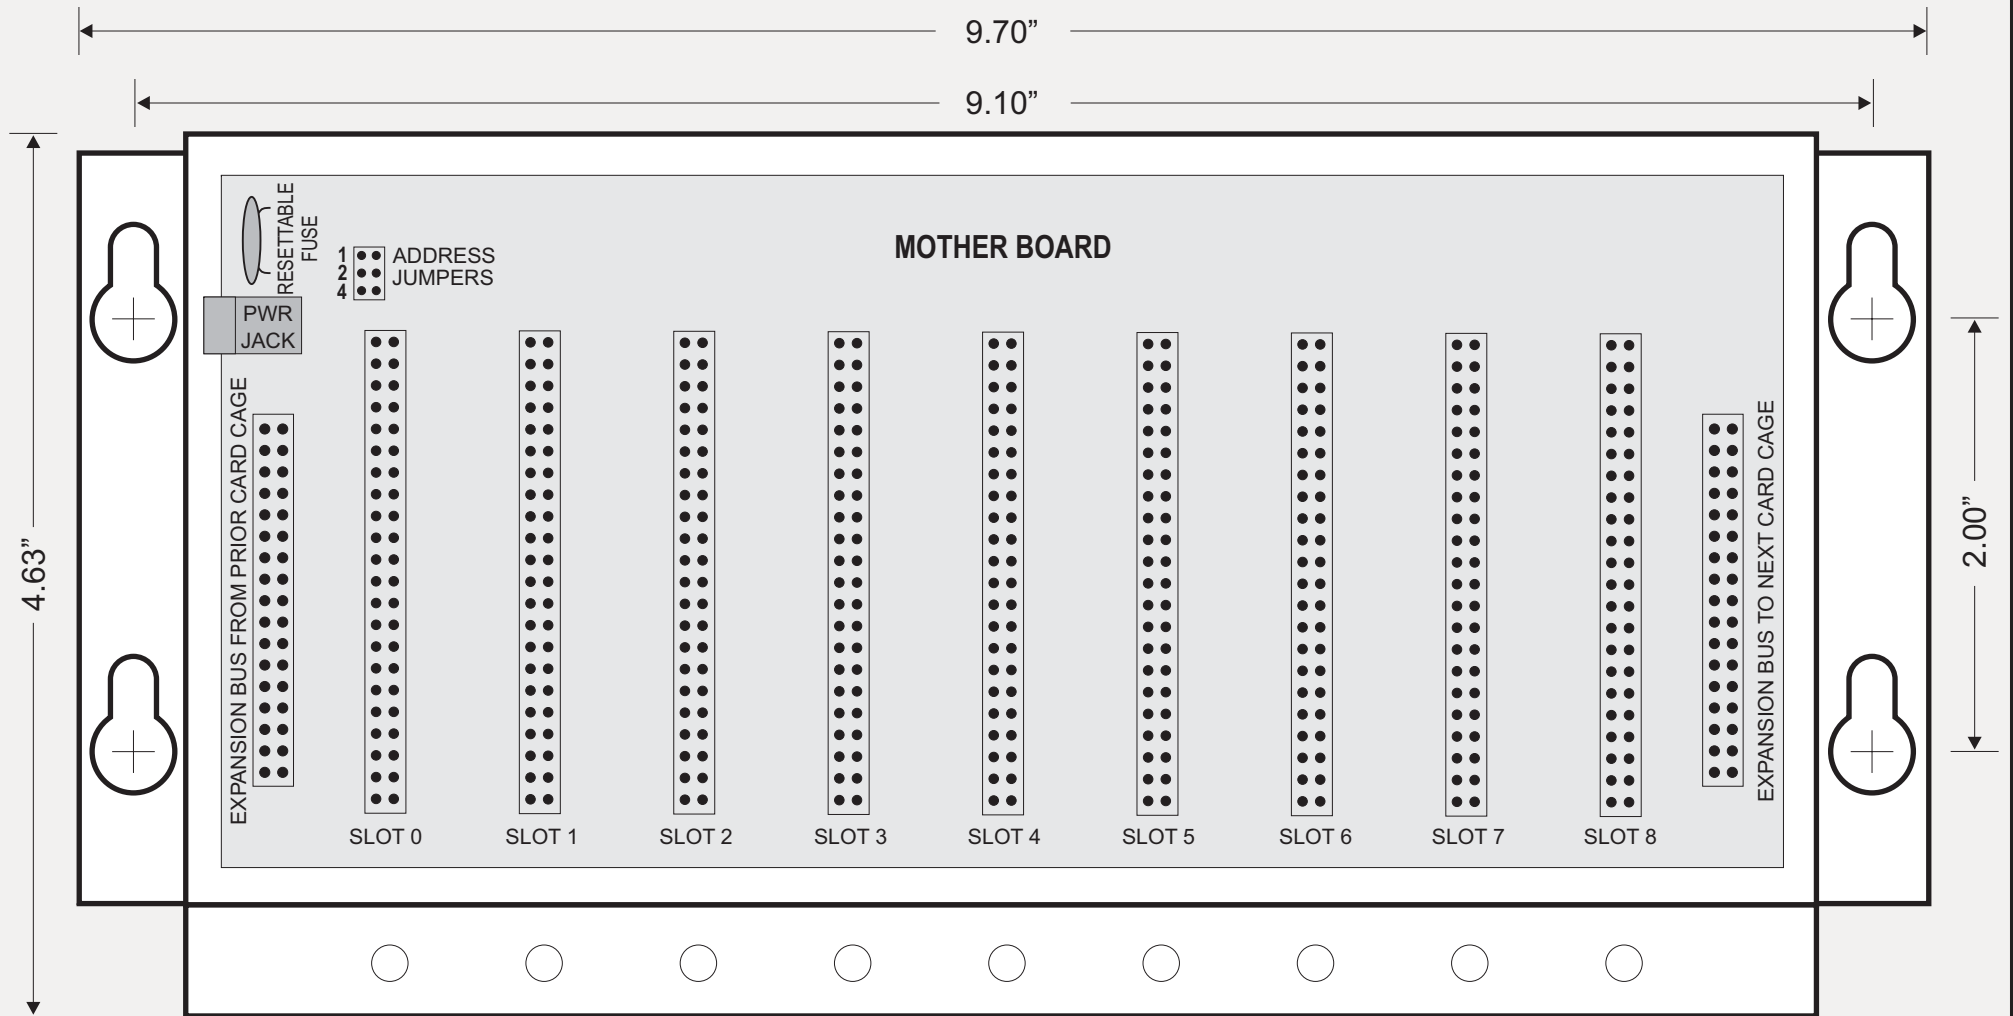 9.70”
9.10”
4.63”
2.00”
RESETTABLE
FUSE
1
2
4
ADDRESS
JUMPERS
MOTHER BOARD
PWR
JACK
EXPANSION BUS FROM PRIOR CARD CAGE
EXPANSION BUS TO NEXT CARD CAGE
SLOT 0
SLOT 1
SLOT 2
SLOT 3
SLOT 4
SLOT 5
SLOT 6
SLOT 7
SLOT 8